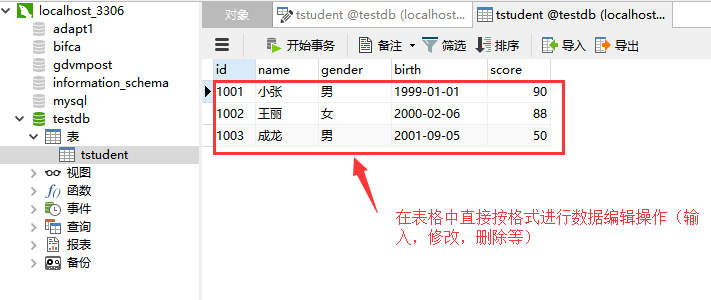 localhost_3306
adapt1
bifca
gdvmpost
information_schema
mysql
testdb
表
tstudent
视图
函数
事件
查询
报表
备份
对象 tstudent @testdb (localhost... tstudent @testdb (localhost...
开始事务 备注 筛选 排序 导入 导出
id name gender birth score
1001 小张 男 1999-01-01 90
1002 王丽 女 2000-02-06 88
1003 成龙 男 2001-09-05 50
在表格中直接按格式进行数据编辑操作（输
入，修改，删除等）